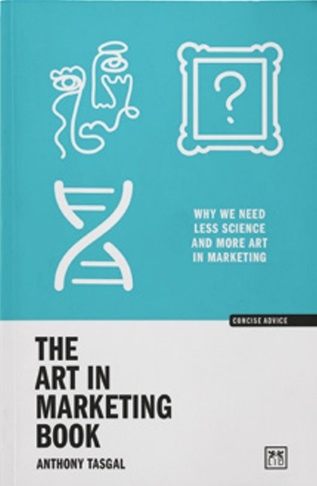 ?
WHY WE NEED
LESS SCIENCE
AND MORE ART
IN MARKETING
CONCISE ADVICE
THE
ART IN
MARKETING
BOOK
ANTHONY TASGAL
LID